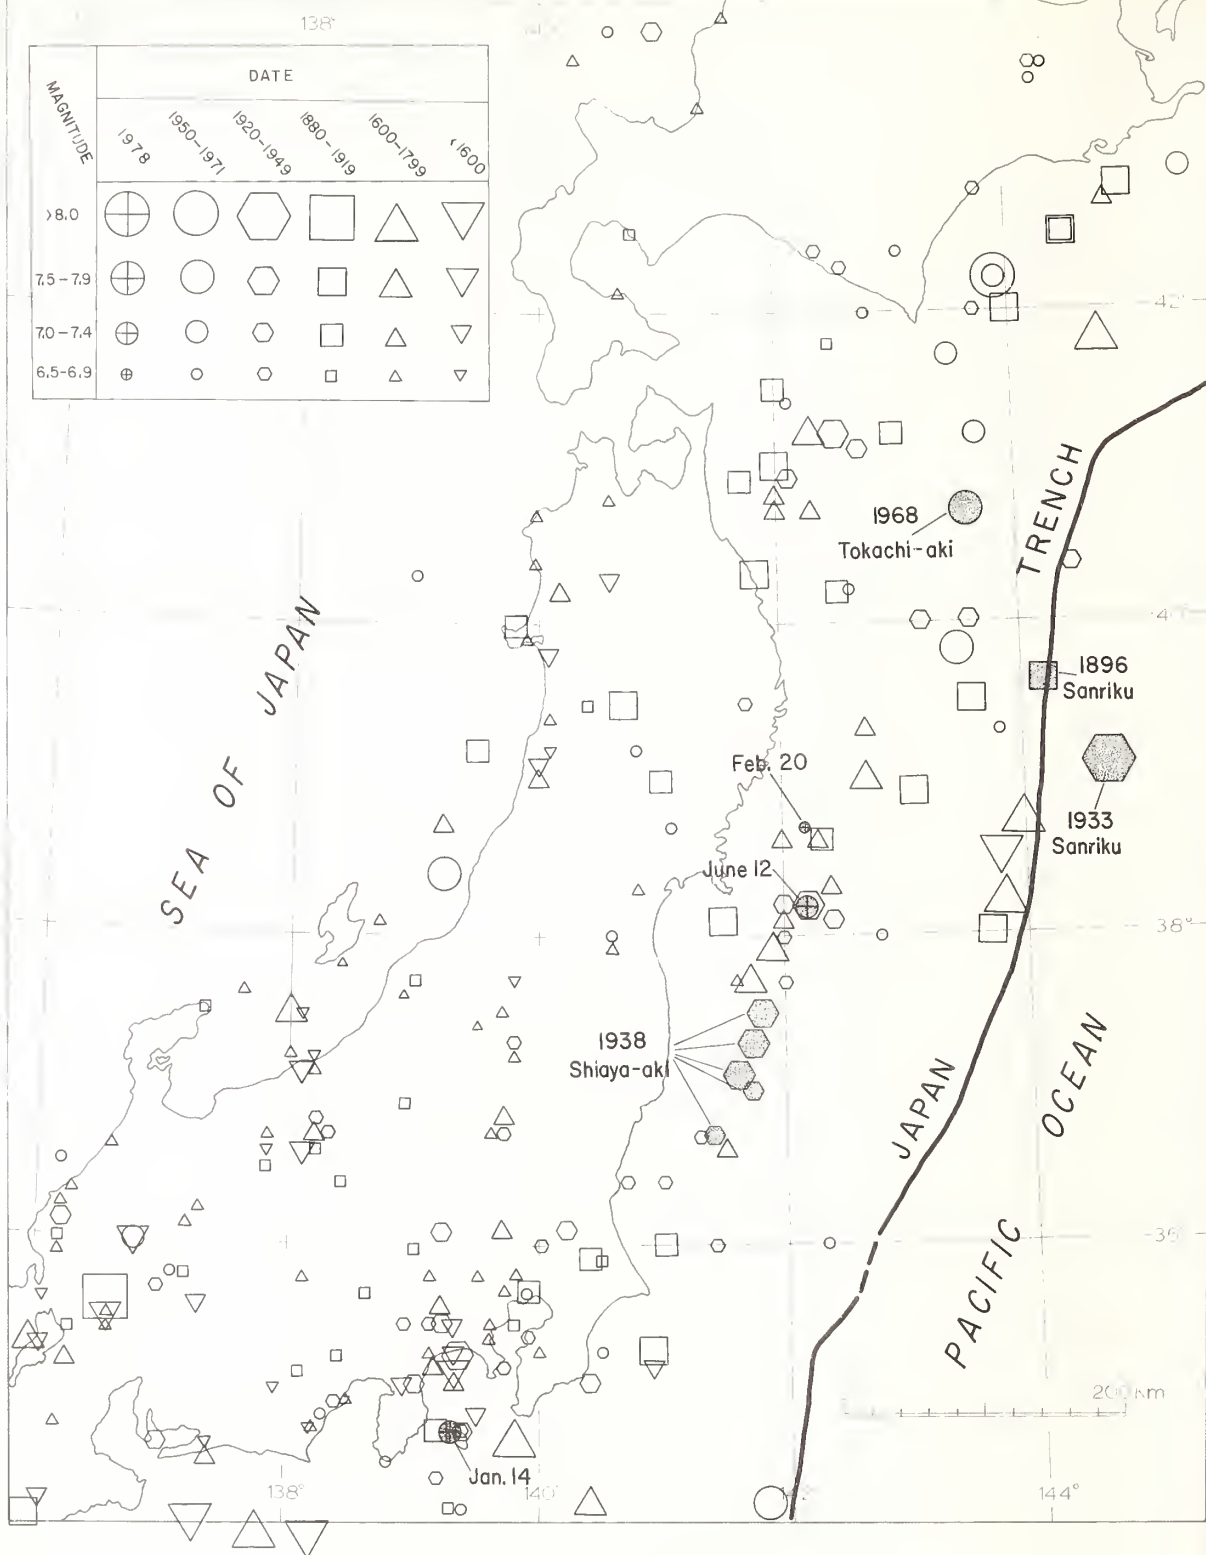 138°
MAGNITUDE
DATE
1978
1950-1971
1920-1949
1880-1919
1600-1799
<1600
>8.0
7.5-7.9
7.0-7.4
6.5-6.9
42°
TRENCH
1968
Tokachi-aki
SEA OF JAPAN
1896
Sanriku
Feb. 20
1933
Sanriku
June 12
38°
1938
Shiaya-aki
JAPAN
PACIFIC OCEAN
36°
200 km
Jan. 14
138°
140°
142°
144°